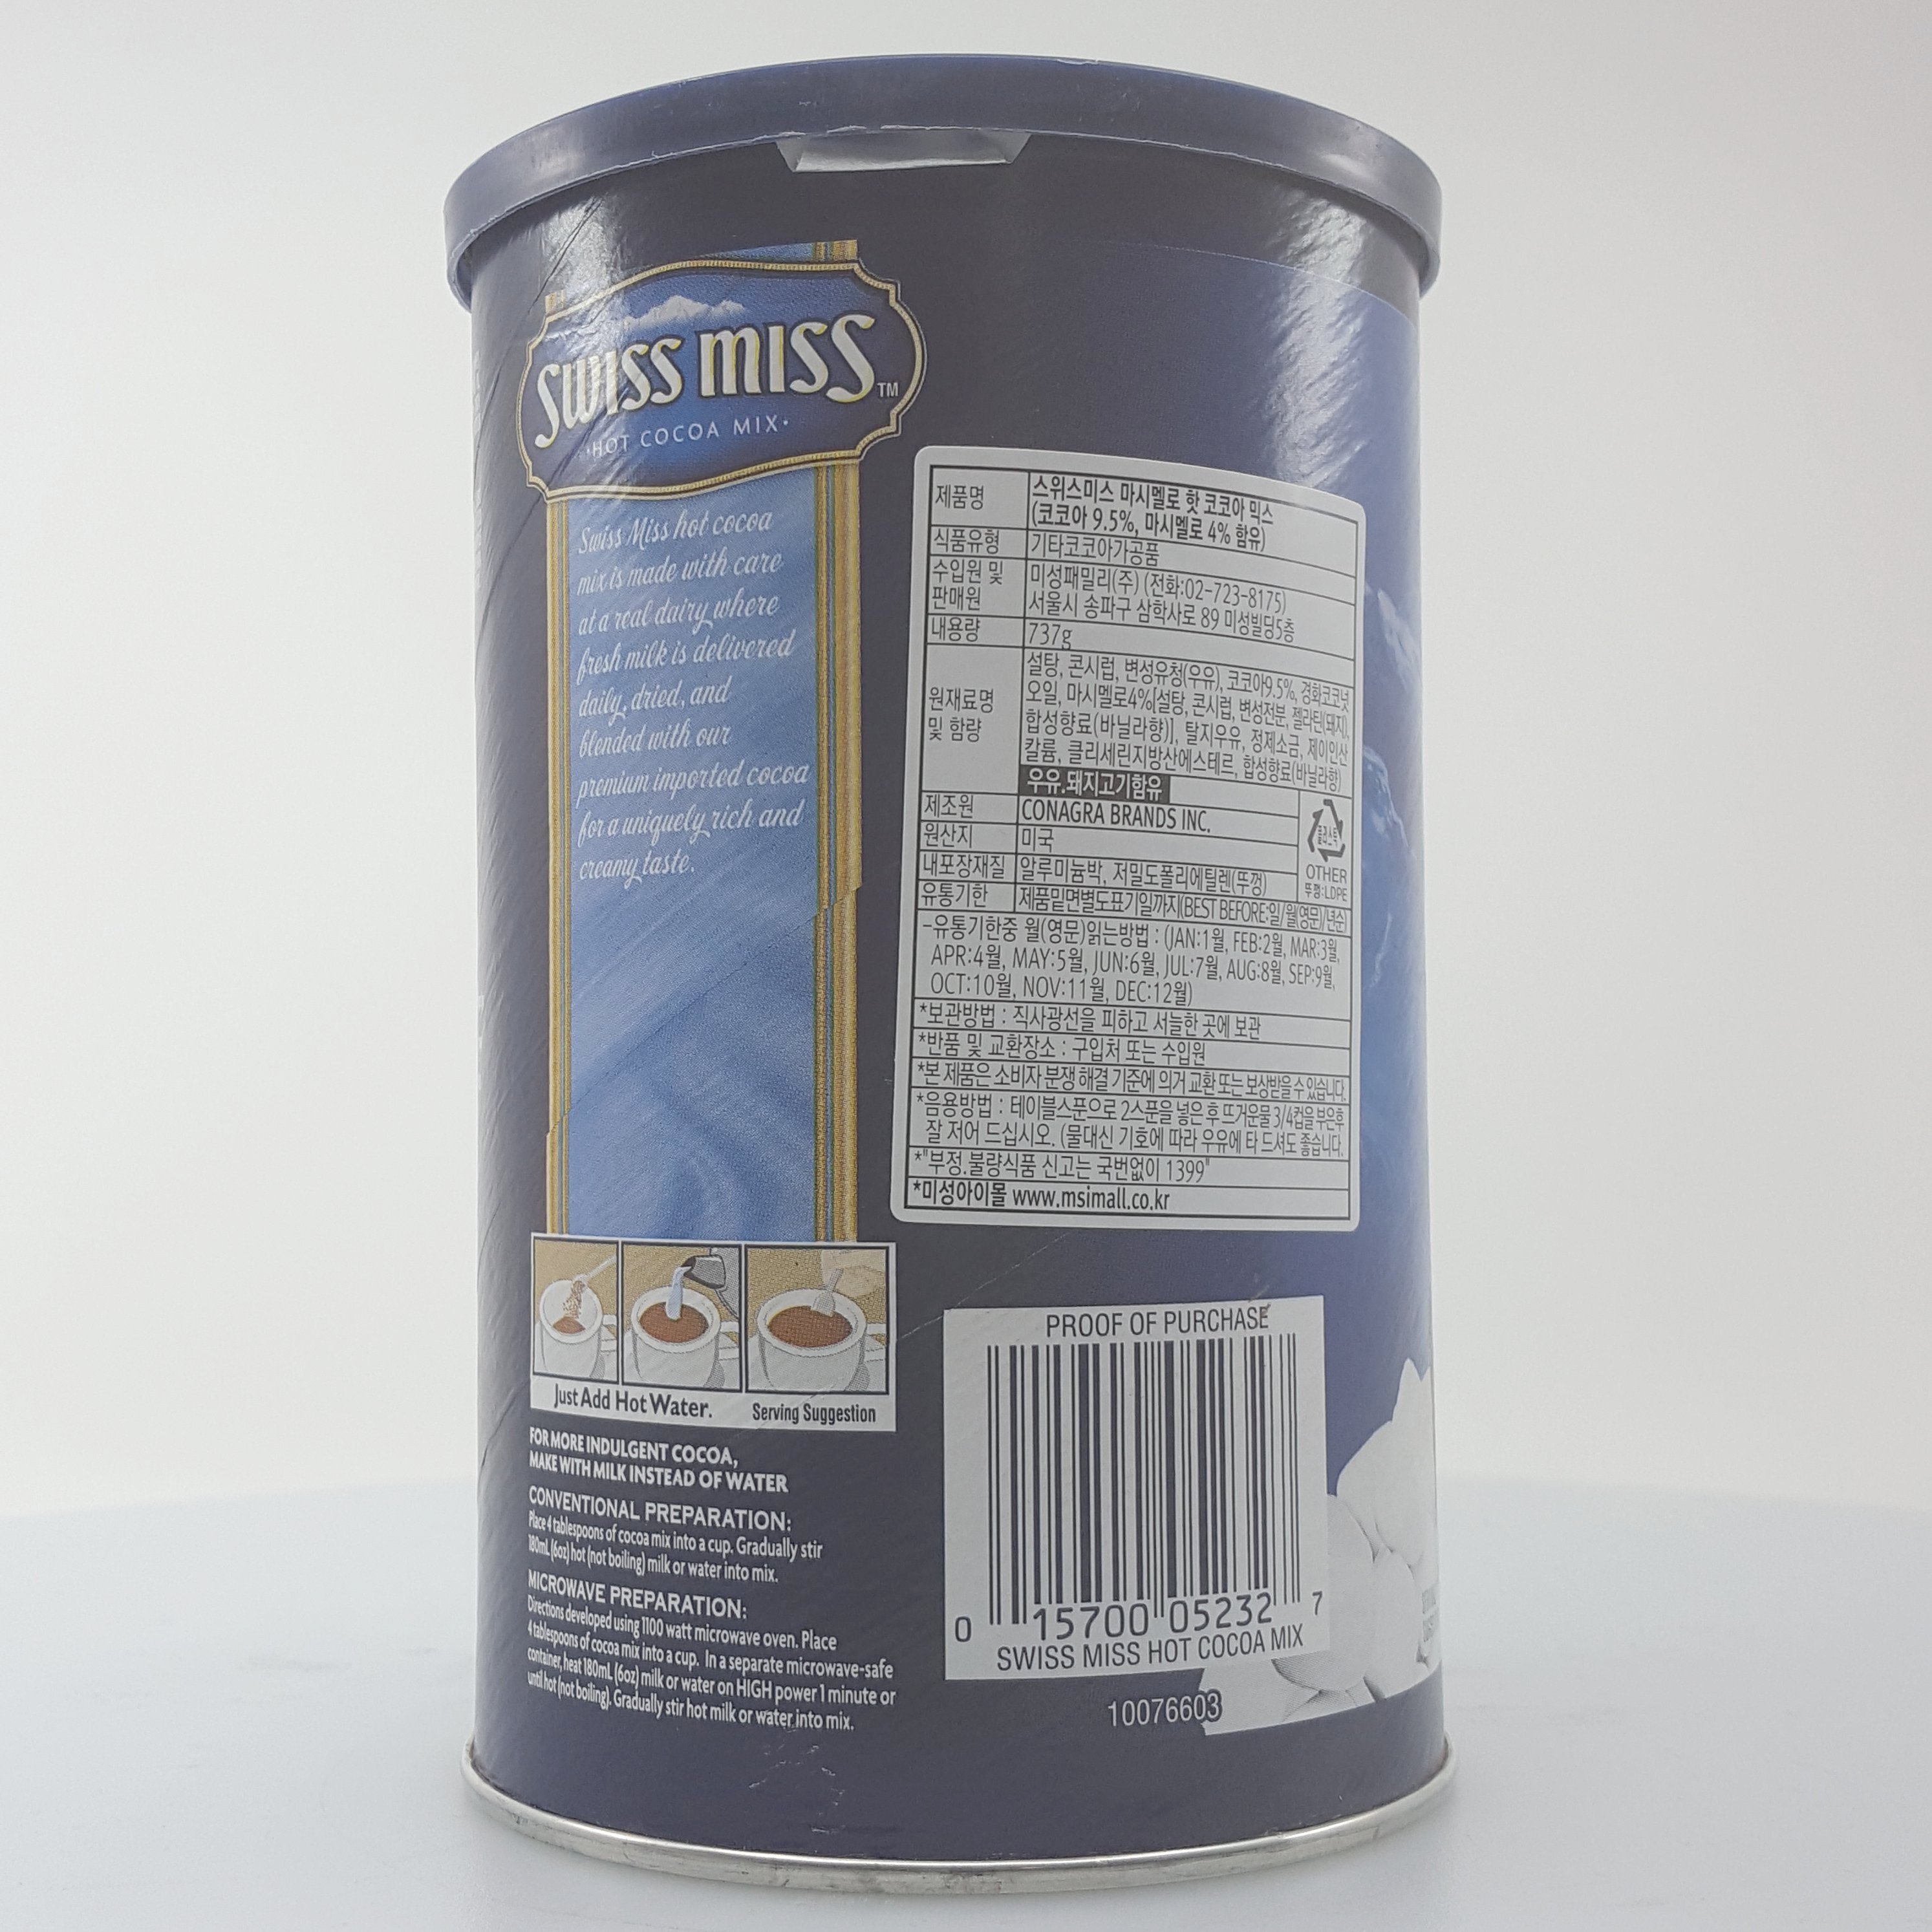 SWISS MISS™
·HOT COCOA MIX·
Swiss Miss hot cocoa
mix is made with care
at a real dairy where
fresh milk is delivered
daily, dried, and
blended with our
premium imported cocoa
for a uniquely rich and
creamy taste.
Just Add Hot Water.
Serving Suggestion
FOR MORE INDULGENT COCOA,
MAKE WITH MILK INSTEAD OF WATER
CONVENTIONAL PREPARATION:
Place 4 tablespoons of cocoa mix into a cup. Gradually stir
180mL (6oz) hot (not boiling) milk or water into mix.
MICROWAVE PREPARATION:
Directions developed using 1100 watt microwave oven. Place
4 tablespoons of cocoa mix into a cup. In a separate microwave-safe
container, heat 180mL (6oz) milk or water on HIGH power 1 minute or
until hot (not boiling). Gradually stir hot milk or water into mix.
제품명 스위스미스 마시멜로 핫 코코아 믹스
(코코아 9.5%, 마시멜로 4% 함유)
식품유형 기타코코아가공품
수입원 및 미성패밀리(주) (전화:02-723-8175)
판매원 서울시 송파구 삼학사로 89 미성빌딩5층
내용량 737g
원재료명 및 함량
설탕, 콘시럽, 변성유청(우유), 코코아9.5%, 경화코코넛
오일, 마시멜로4%[설탕, 콘시럽, 변성전분, 젤라틴(돼지),
합성향료(바닐라향)], 탈지우유, 정제소금, 제이인산
칼륨, 글리세린지방산에스테르, 합성향료(바닐라향)
우유.돼지고기함유
제조원 CONAGRA BRANDS INC.
원산지 미국
내포장재질 알루미늄박, 저밀도폴리에틸렌(뚜껑)
플라스틱
OTHER
뚜껑:LDPE
유통기한 제품밑면별도표기일까지(BEST BEFORE:일/월(영문)/년순)
-유통기한중 월(영문)읽는방법 : (JAN:1월, FEB:2월, MAR:3월,
APR:4월, MAY:5월, JUN:6월, JUL:7월, AUG:8월, SEP:9월,
OCT:10월, NOV:11월, DEC:12월)
*보관방법 : 직사광선을 피하고 서늘한 곳에 보관
*반품 및 교환장소 : 구입처 또는 수입원
*본 제품은 소비자 분쟁 해결 기준에 의거 교환 또는 보상받을 수 있습니다.
*음용방법 : 테이블스푼으로 2스푼을 넣은 후 뜨거운물 3/4컵을 부은후
잘 저어 드십시오. (물대신 기호에 따라 우유에 타 드셔도 좋습니다.
*"부정.불량식품 신고는 국번없이 1399"
*미성아이몰 www.msimall.co.kr
PROOF OF PURCHASE
0 15700 05232 7
SWISS MISS HOT COCOA MIX
10076603